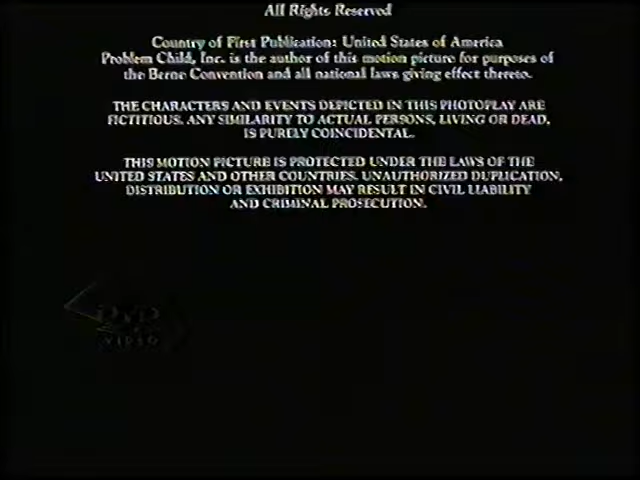 All Rights Reserved
Country of First Publication: United States of America
Problem Child, Inc. is the author of this motion picture for purposes of
the Berne Convention and all national laws giving effect thereto.
THE CHARACTERS AND EVENTS DEPICTED IN THIS PHOTOPLAY ARE
FICTITIOUS. ANY SIMILARITY TO ACTUAL PERSONS, LIVING OR DEAD,
IS PURELY COINCIDENTAL.
THIS MOTION PICTURE IS PROTECTED UNDER THE LAWS OF THE
UNITED STATES AND OTHER COUNTRIES. UNAUTHORIZED DUPLICATION,
DISTRIBUTION OR EXHIBITION MAY RESULT IN CIVIL LIABILITY
AND CRIMINAL PROSECUTION.
VIDEO